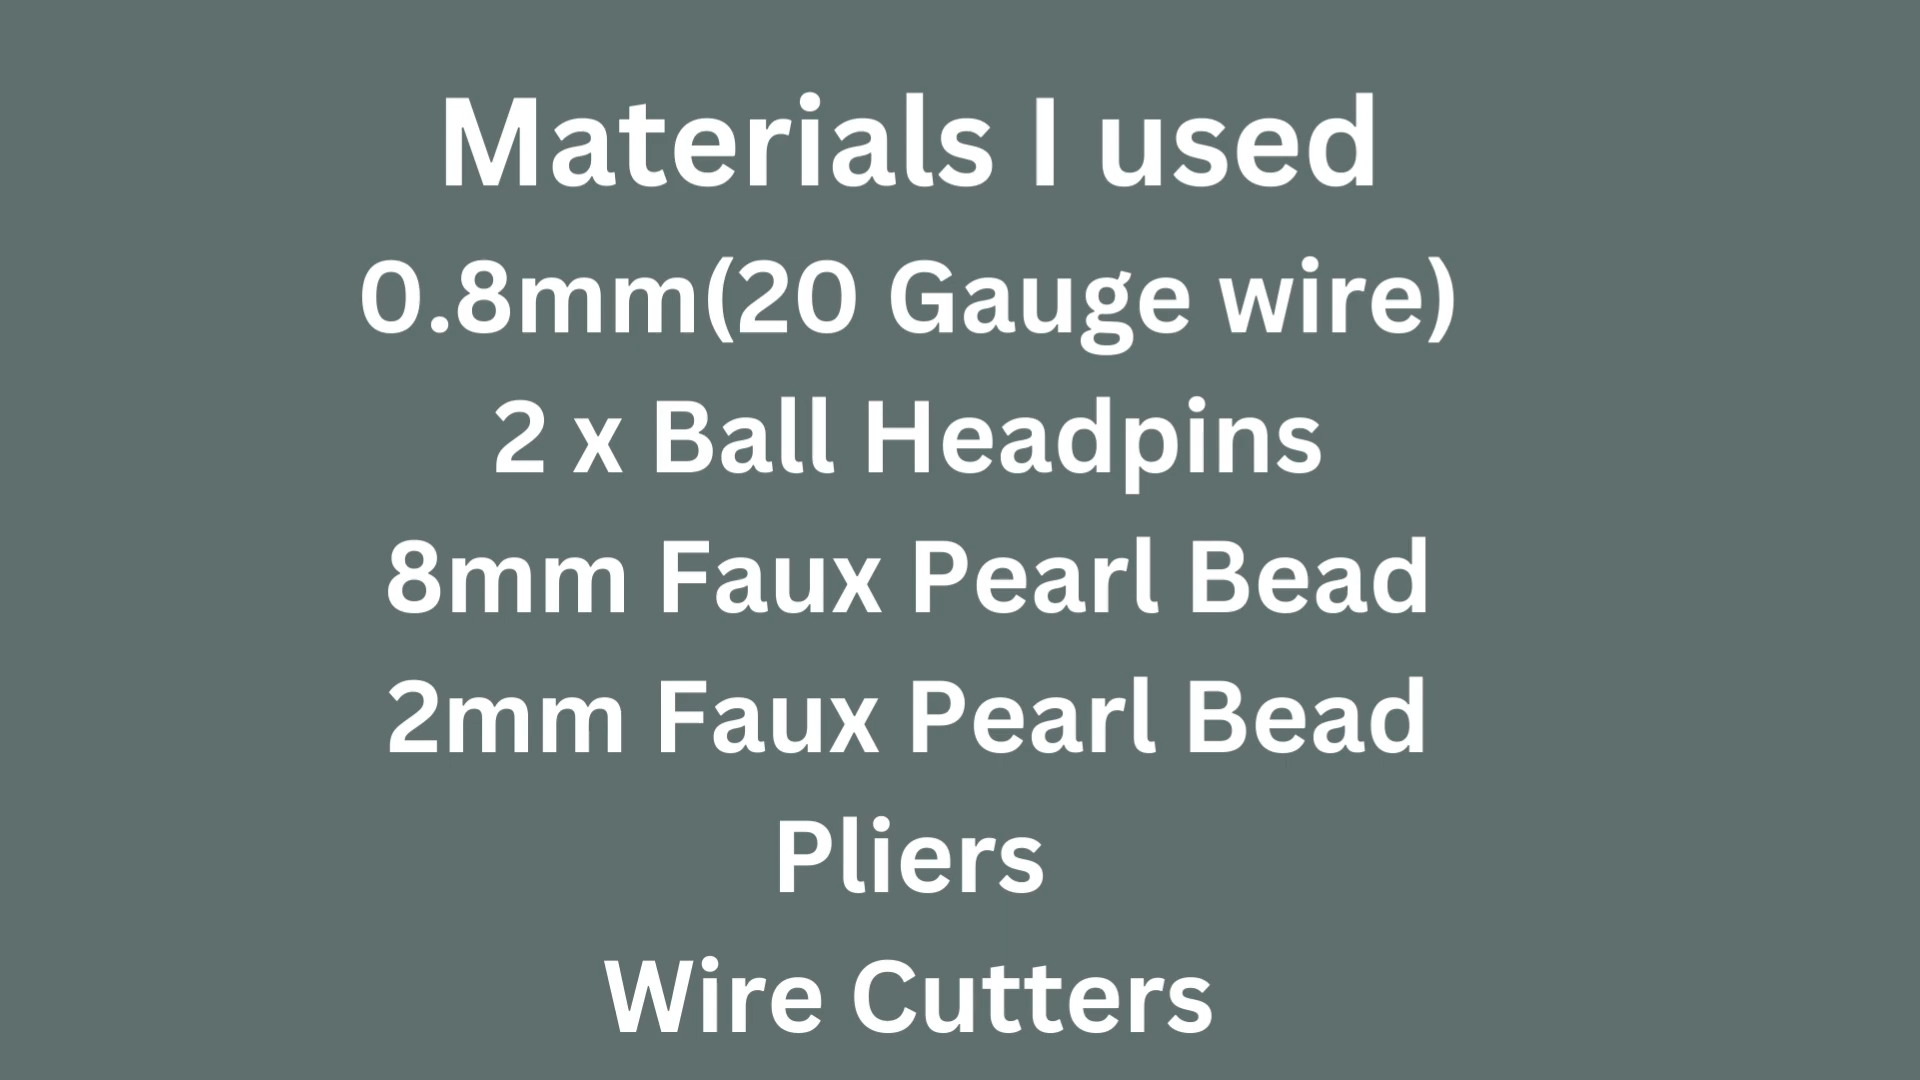 Materials I used
0.8mm(20 Gauge wire)
2 x Ball Headpins
8mm Faux Pearl Bead
2mm Faux Pearl Bead
Pliers
Wire Cutters